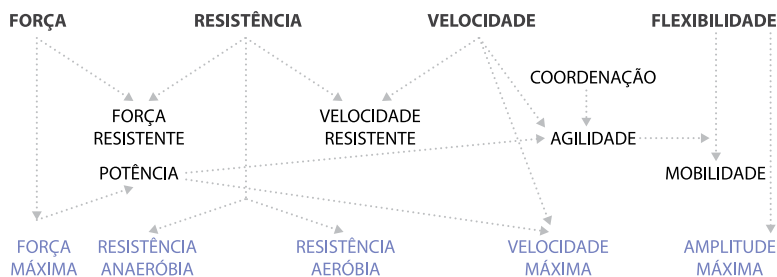 FORÇA RESISTÊNCIA VELOCIDADE FLEXIBILIDADE
COORDENAÇÃO
FORÇA
RESISTENTE
VELOCIDADE
RESISTENTE
AGILIDADE
POTÊNCIA
MOBILIDADE
FORÇA
MÁXIMA
RESISTÊNCIA
ANAERÓBIA
RESISTÊNCIA
AERÓBIA
VELOCIDADE
MÁXIMA
AMPLITUDE
MÁXIMA